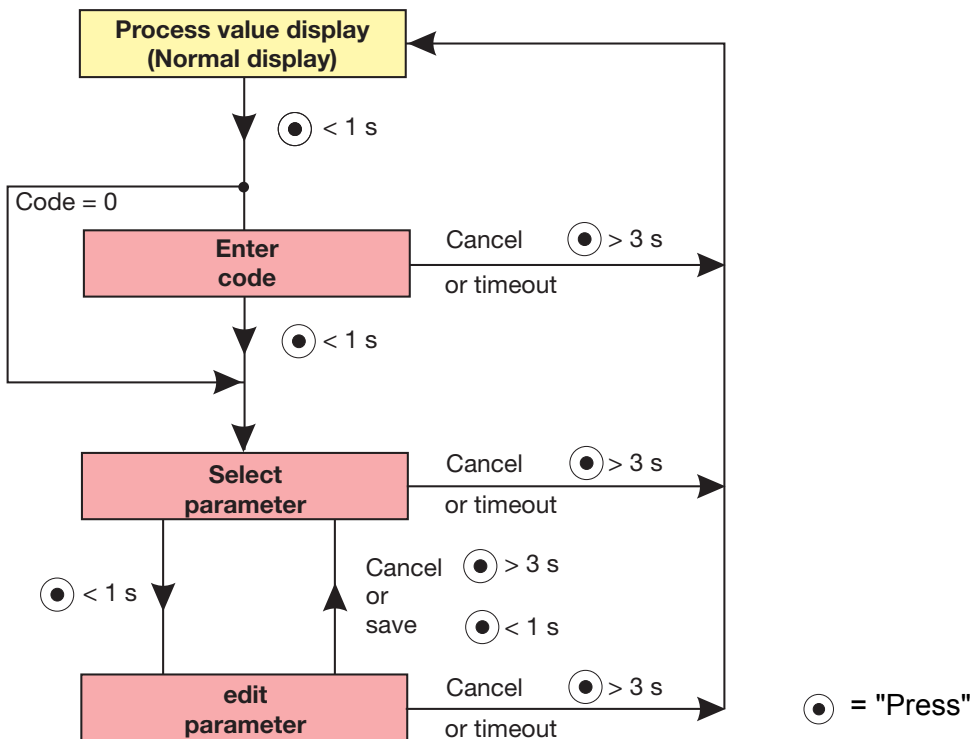 Process value display
(Normal display)
< 1 s
Code = 0
Enter
code
Cancel > 3 s
or timeout
< 1 s
Select
parameter
Cancel > 3 s
or timeout
< 1 s
Cancel > 3 s
or
save < 1 s
edit
parameter
Cancel > 3 s
or timeout
= "Press"